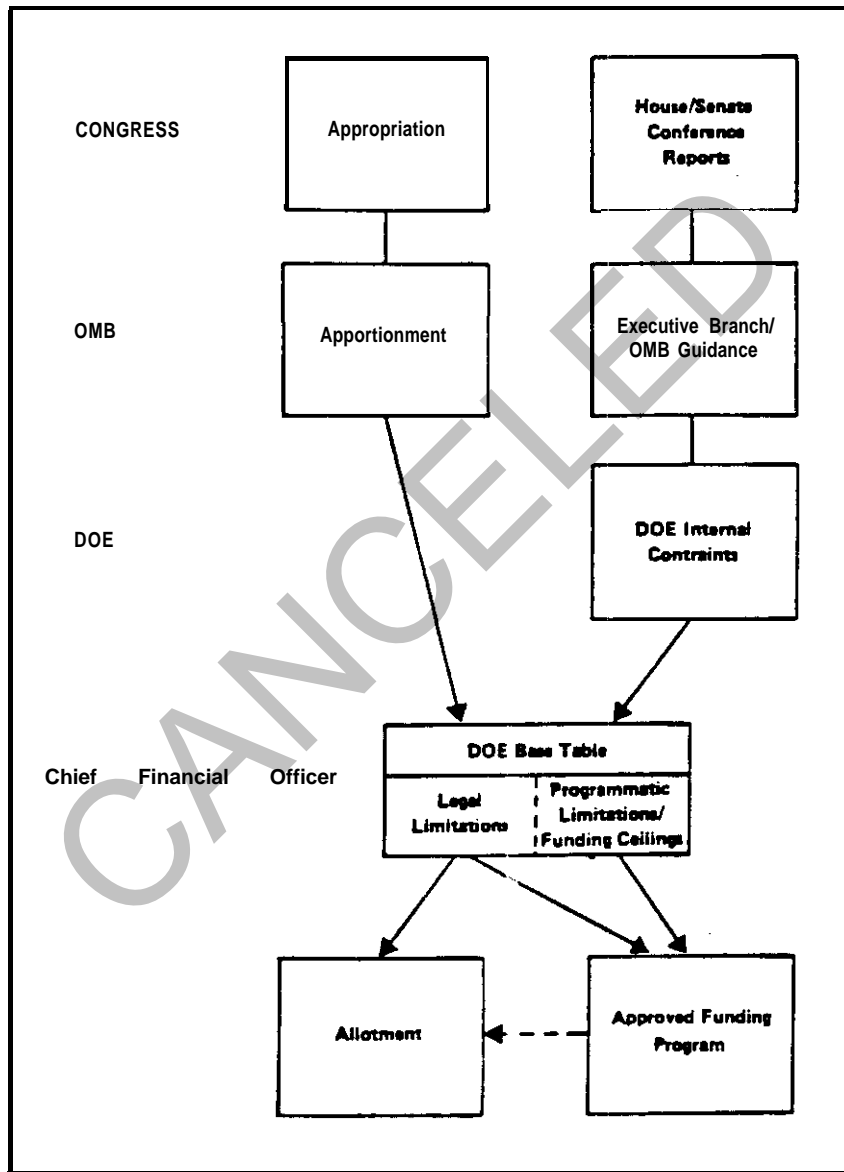 CONGRESS
Appropriation
House/Senate
Conference
Reports
OMB
Apportionment
Executive Branch/
OMB Guidance
DOE
DOE Internal
Contraints
Chief Financial Officer
DOE Base Table
Legal
Limitations
Programmatic
Limitations/
Funding Ceilings
Allotment
Approved Funding
Program
CANCELED